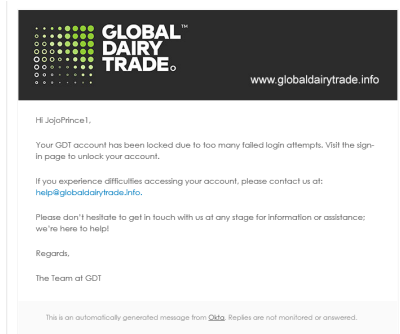 GLOBAL™
DAIRY
TRADE.
www.globaldairytrade.info
Hi JojoPrince1,
Your GDT account has been locked due to too many failed login attempts. Visit the sign-
in page to unlock your account.
If you experience difficulties accessing your account, please contact us at:
help@globaldairytrade.info.
Please don't hesitate to get in touch with us at any stage for information or assistance;
we're here to help!
Regards,
The Team at GDT
This is an automatically generated message from Okta. Replies are not monitored or answered.